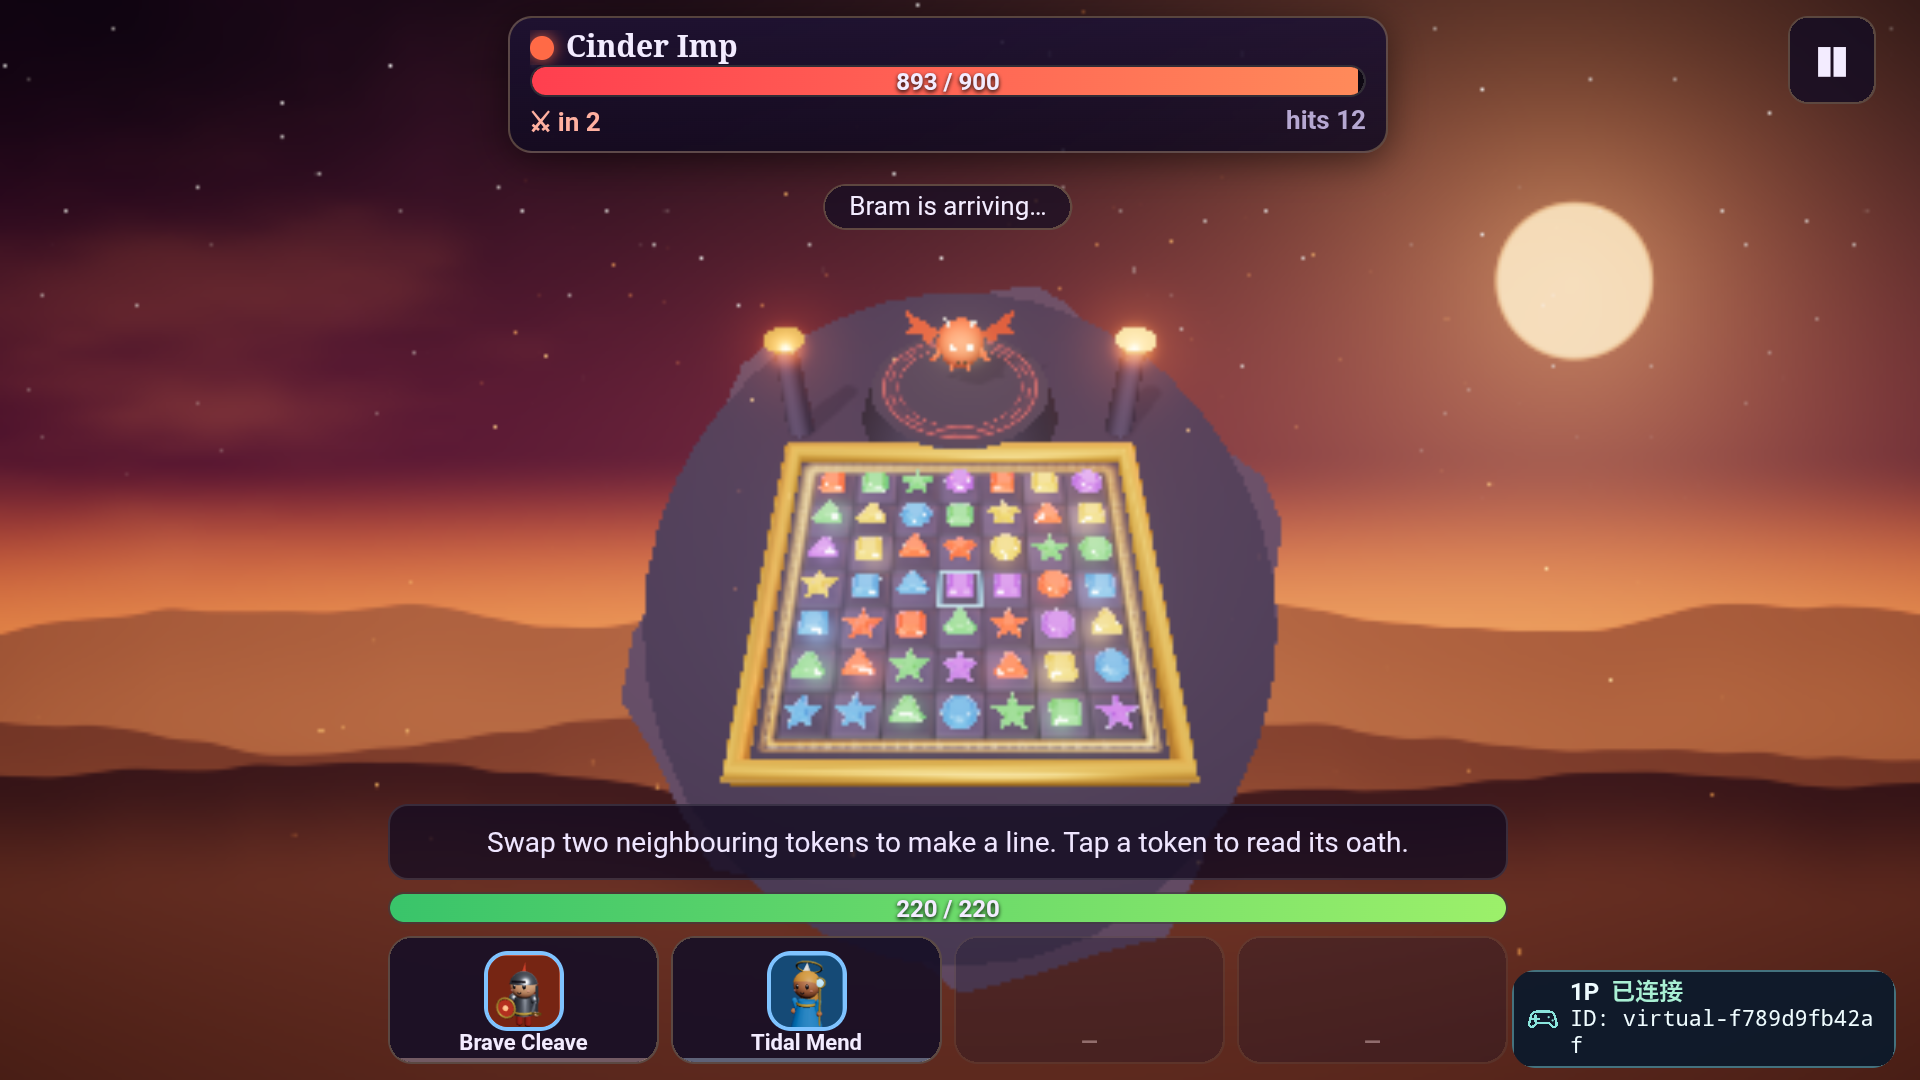 Cinder Imp
893 / 900
in 2
hits 12
Bram is arriving...
Swap two neighbouring tokens to make a line. Tap a token to read its oath.
220 / 220
Brave Cleave
Tidal Mend
–
–
1P 已连接
ID: virtual-f789d9fb42a
f